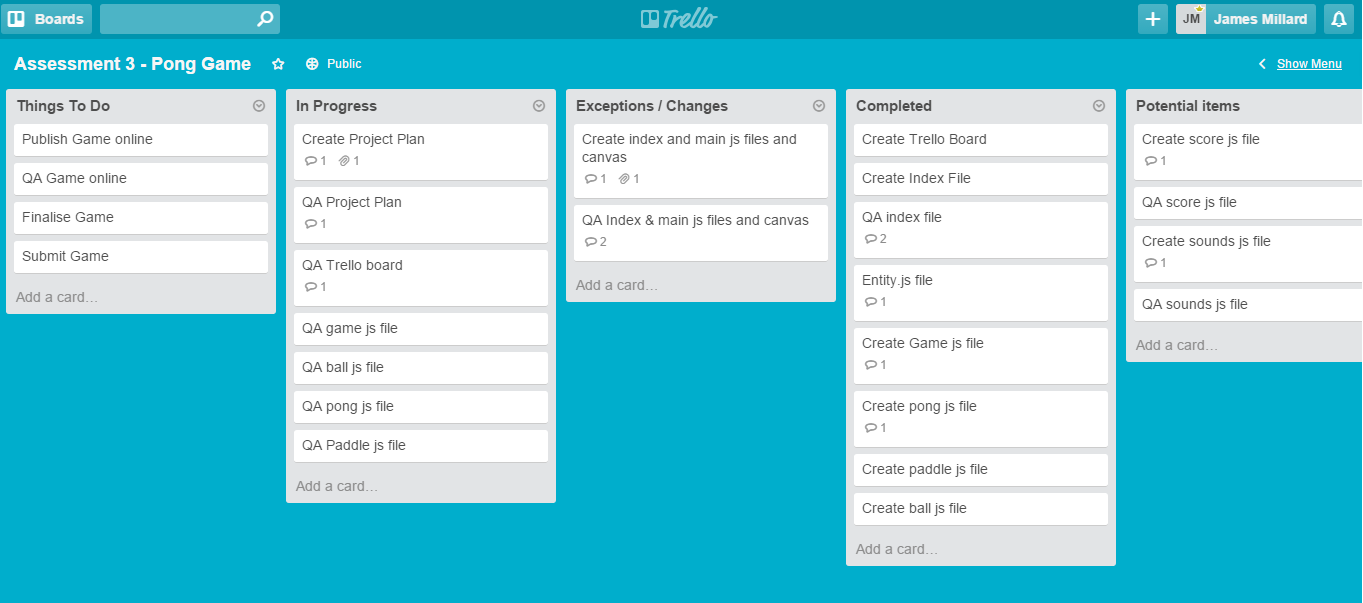 Boards
Trello
JM
James Millard
Assessment 3 - Pong Game
Public
Show Menu
Things To Do
Publish Game online
QA Game online
Finalise Game
Submit Game
Add a card…
In Progress
Create Project Plan
1 1
QA Project Plan
1
QA Trello board
1
QA game js file
QA ball js file
QA pong js file
QA Paddle js file
Add a card…
Exceptions / Changes
Create index and main js files and
canvas
1 1
QA Index & main js files and canvas
2
Add a card…
Completed
Create Trello Board
Create Index File
QA index file
2
Entity.js file
1
Create Game js file
1
Create pong js file
1
Create paddle js file
Create ball js file
Add a card…
Potential items
Create score js file
1
QA score js file
Create sounds js file
1
QA sounds js file
Add a card…